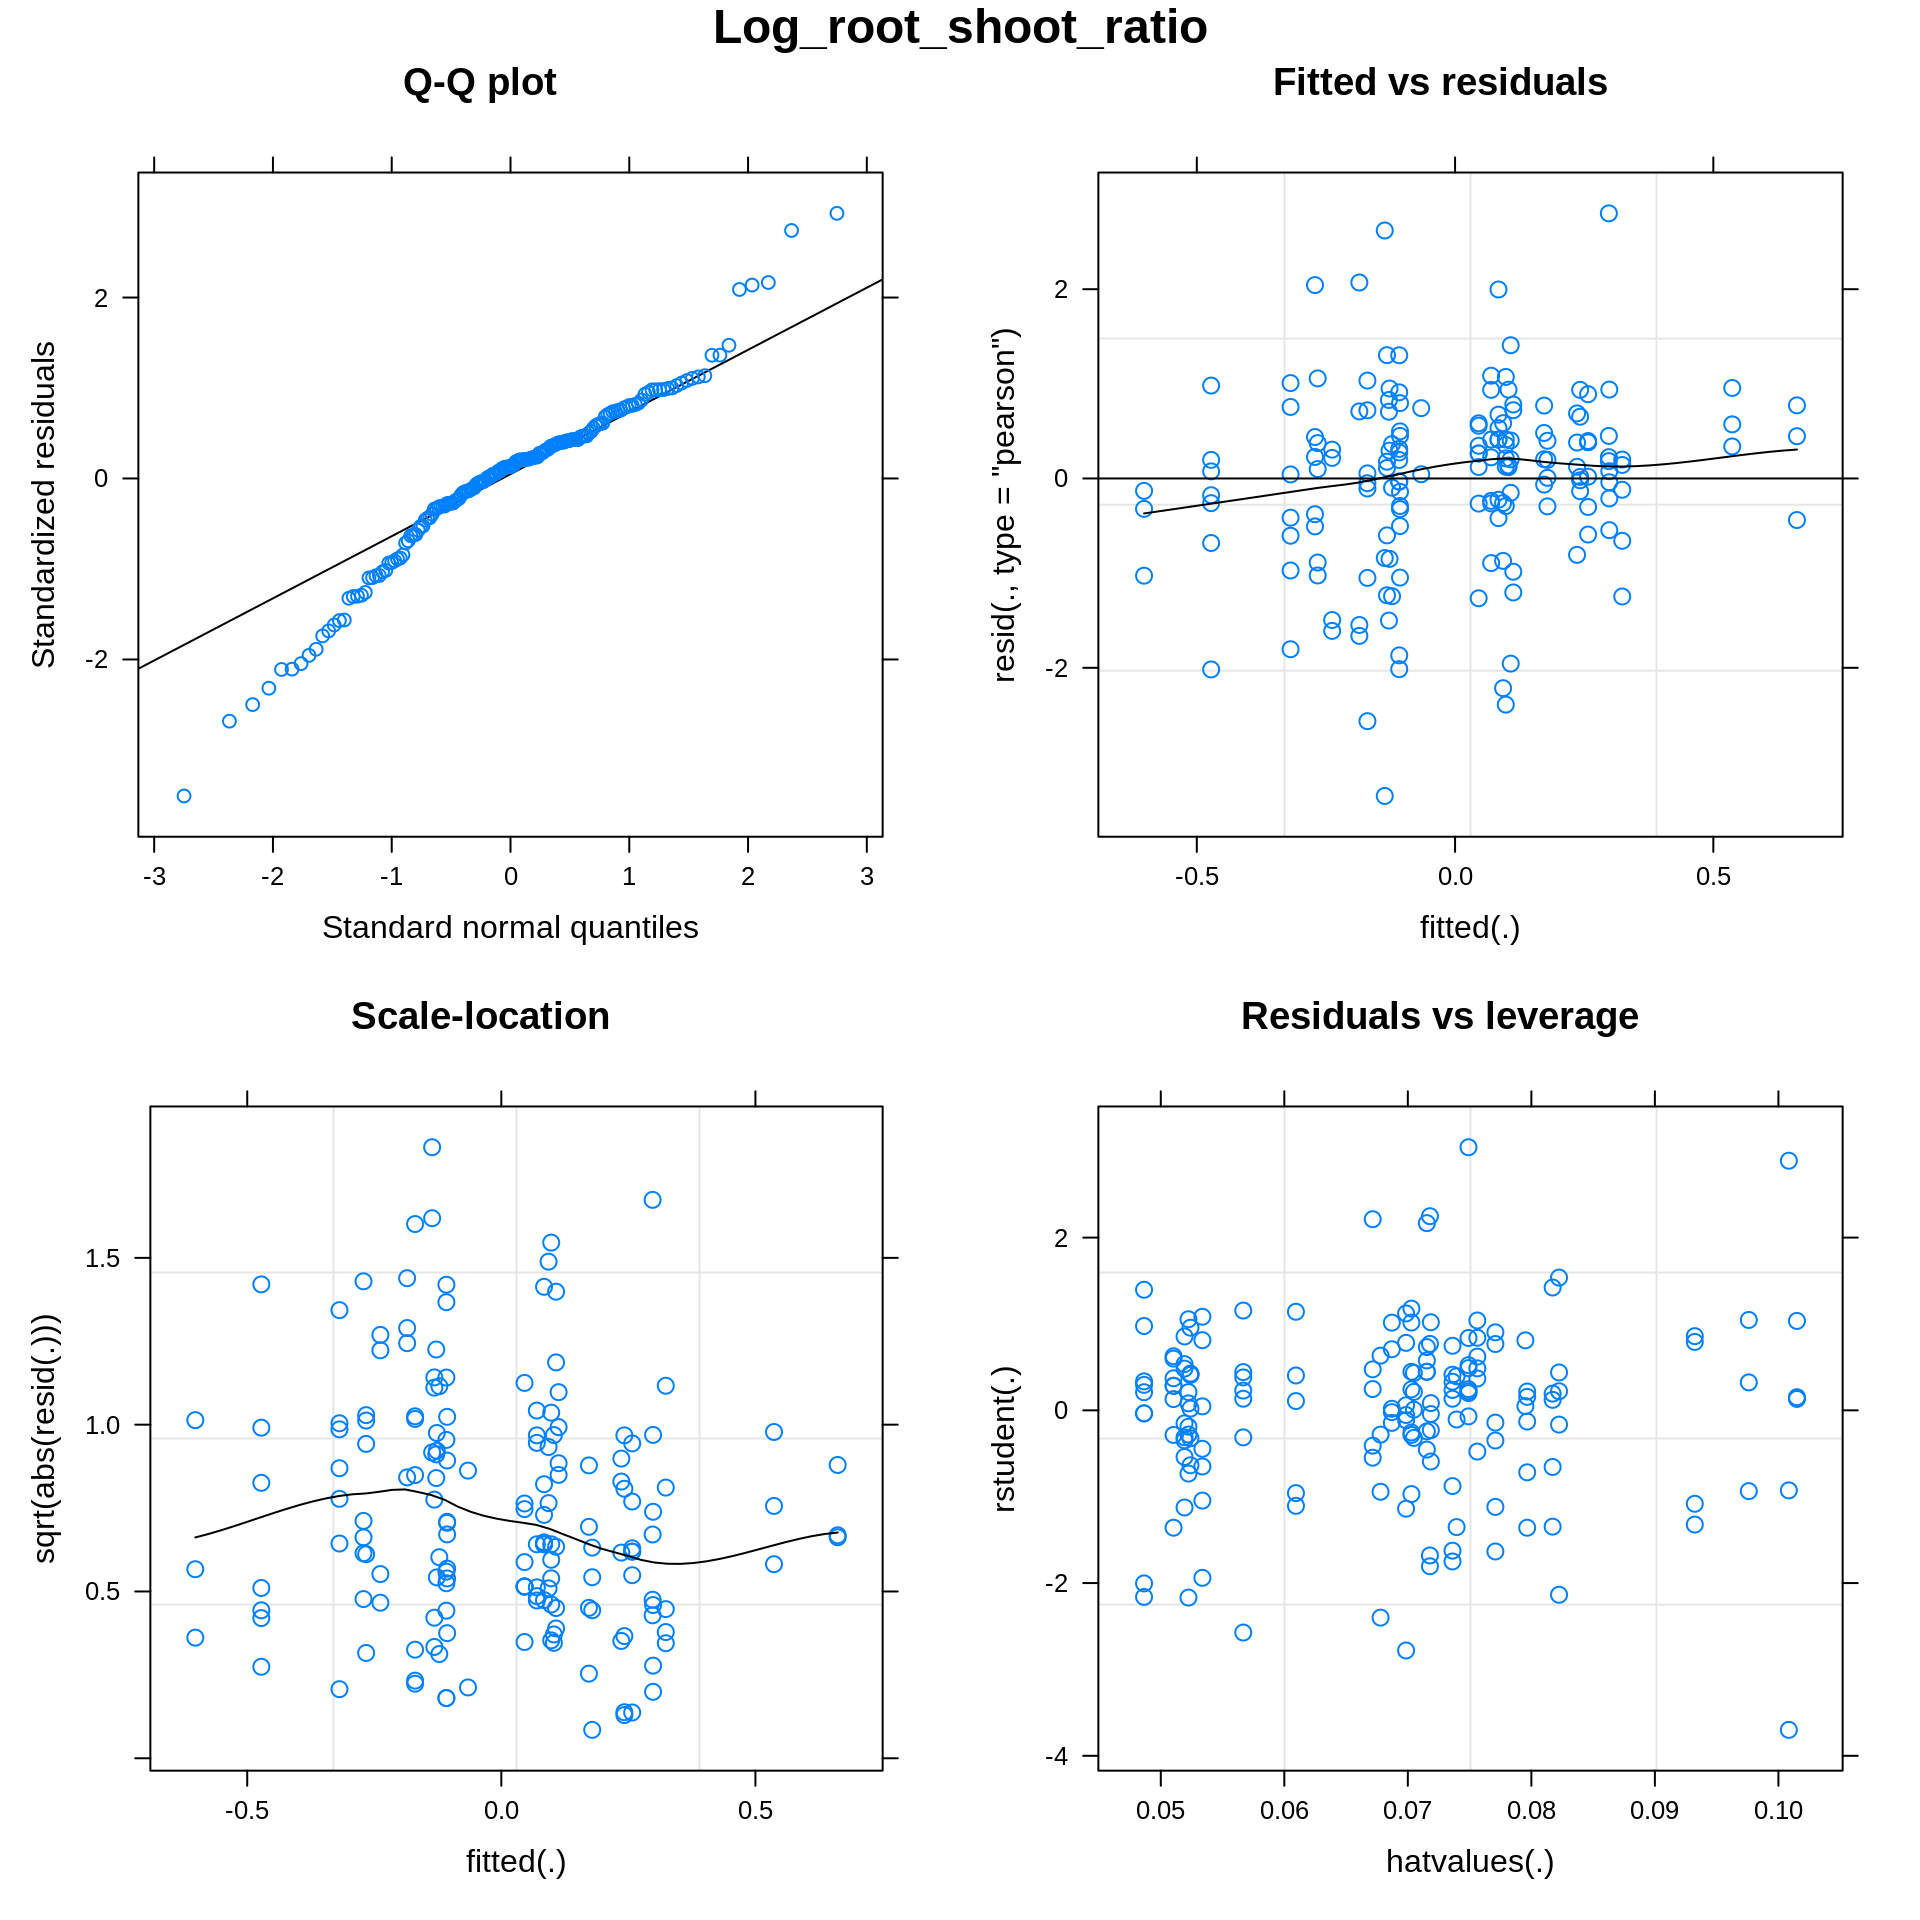 Log_root_shoot_ratio
Q-Q plot
Standardized residuals
2
0
-2
-3 -2 -1 0 1 2 3
Standard normal quantiles
Fitted vs residuals
resid(., type = "pearson")
2
0
-2
-0.5 0.0 0.5
fitted(.)
Scale-location
sqrt(abs(resid(.)))
1.5
1.0
0.5
-0.5 0.0 0.5
fitted(.)
Residuals vs leverage
rstudent(.)
2
0
-2
-4
0.05 0.06 0.07 0.08 0.09 0.10
hatvalues(.)